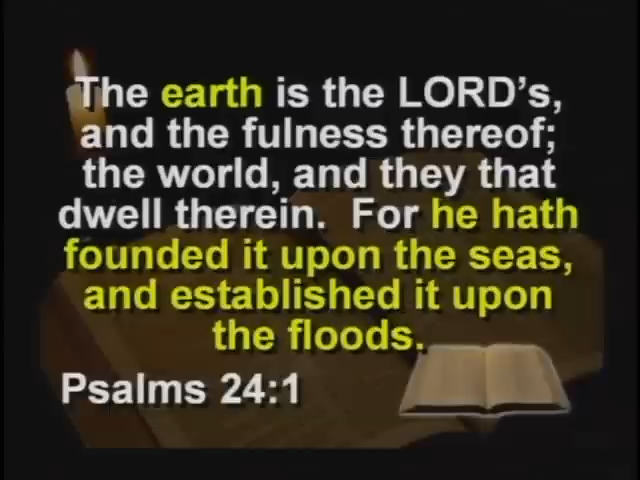 The earth is the LORD's,
and the fulness thereof;
the world, and they that
dwell therein.  For he hath
founded it upon the seas,
and established it upon
the floods.
Psalms 24:1